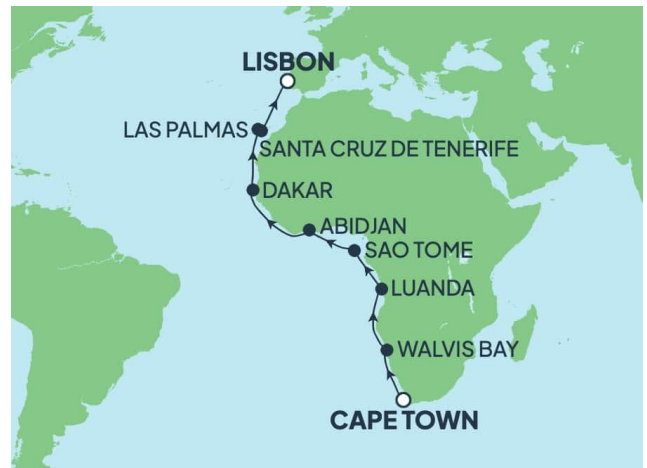 LISBON
LAS PALMAS
SANTA CRUZ DE TENERIFE
DAKAR
ABIDJAN
SAO TOME
LUANDA
WALVIS BAY
CAPE TOWN